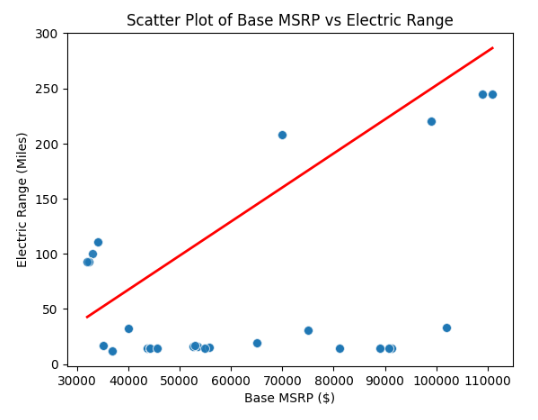 Scatter Plot of Base MSRP vs Electric Range
300
250
200
150
100
50
0
Electric Range (Miles)
30000 40000 50000 60000 70000 80000 90000 100000 110000
Base MSRP ($)